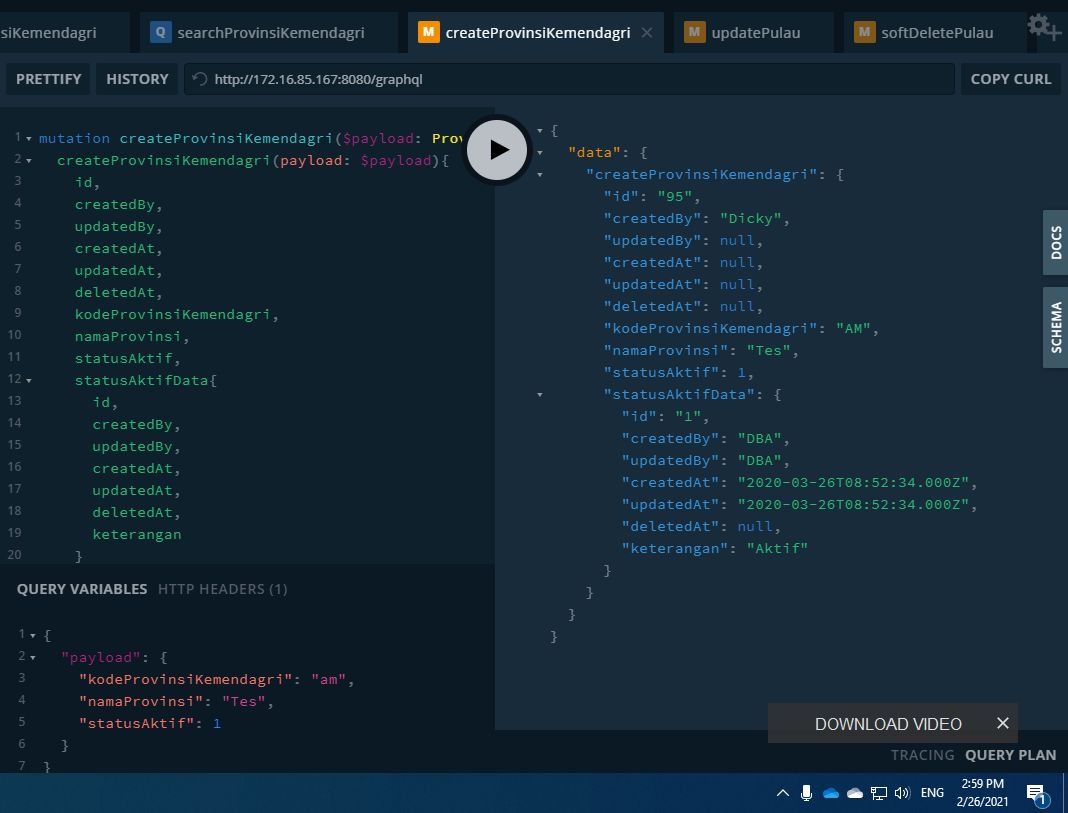 siKemendagri
Q searchProvinsiKemendagri
M createProvinsiKemendagri
M updatePulau
M softDeletePulau
PRETTIFY HISTORY http://172.16.85.167:8080/graphql COPY CURL
1 mutation createProvinsiKemendagri($payload: Prov
2 createProvinsiKemendagri(payload: $payload){
3 id,
4 createdBy,
5 updatedBy,
6 createdAt,
7 updatedAt,
8 deletedAt,
9 kodeProvinsiKemendagri,
10 namaProvinsi,
11 statusAktif,
12 statusAktifData{
13 id,
14 createdBy,
15 updatedBy,
16 createdAt,
17 updatedAt,
18 deletedAt,
19 keterangan
20 }
QUERY VARIABLES HTTP HEADERS (1)
1 {
2 "payload": {
3 "kodeProvinsiKemendagri": "am",
4 "namaProvinsi": "Tes",
5 "statusAktif": 1
6 }
7 }
{
"data": {
"createProvinsiKemendagri": {
"id": "95",
"createdBy": "Dicky",
"updatedBy": null,
"createdAt": null,
"updatedAt": null,
"deletedAt": null,
"kodeProvinsiKemendagri": "AM",
"namaProvinsi": "Tes",
"statusAktif": 1,
"statusAktifData": {
"id": "1",
"createdBy": "DBA",
"updatedBy": "DBA",
"createdAt": "2020-03-26T08:52:34.000Z",
"updatedAt": "2020-03-26T08:52:34.000Z",
"deletedAt": null,
"keterangan": "Aktif"
}
}
}
}
DOCS
SCHEMA
DOWNLOAD VIDEO
TRACING QUERY PLAN
ENG
2:59 PM
2/26/2021
1